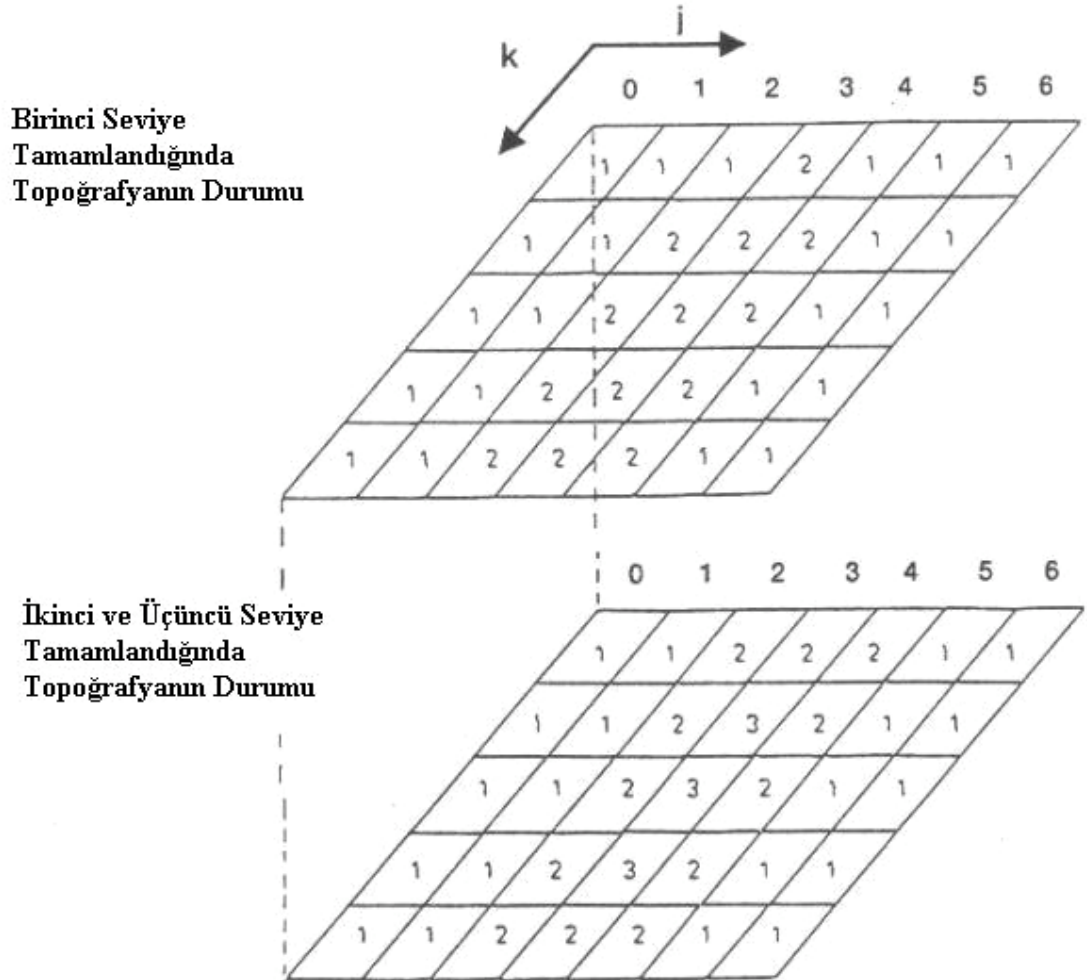 k
j
0 1 2 3 4 5 6
Birinci Seviye
Tamamlandığında
Topoğrafyanın Durumu
1 1 1 2 1 1 1
1 1 2 2 2 1 1
1 1 2 2 2 1 1
1 1 2 2 2 1 1
1 1 2 2 2 1 1
0 1 2 3 4 5 6
İkinci ve Üçüncü Seviye
Tamamlandığında
Topoğrafyanın Durumu
1 1 2 2 2 1 1
1 1 2 3 2 1 1
1 1 2 3 2 1 1
1 1 2 3 2 1 1
1 1 2 2 2 1 1